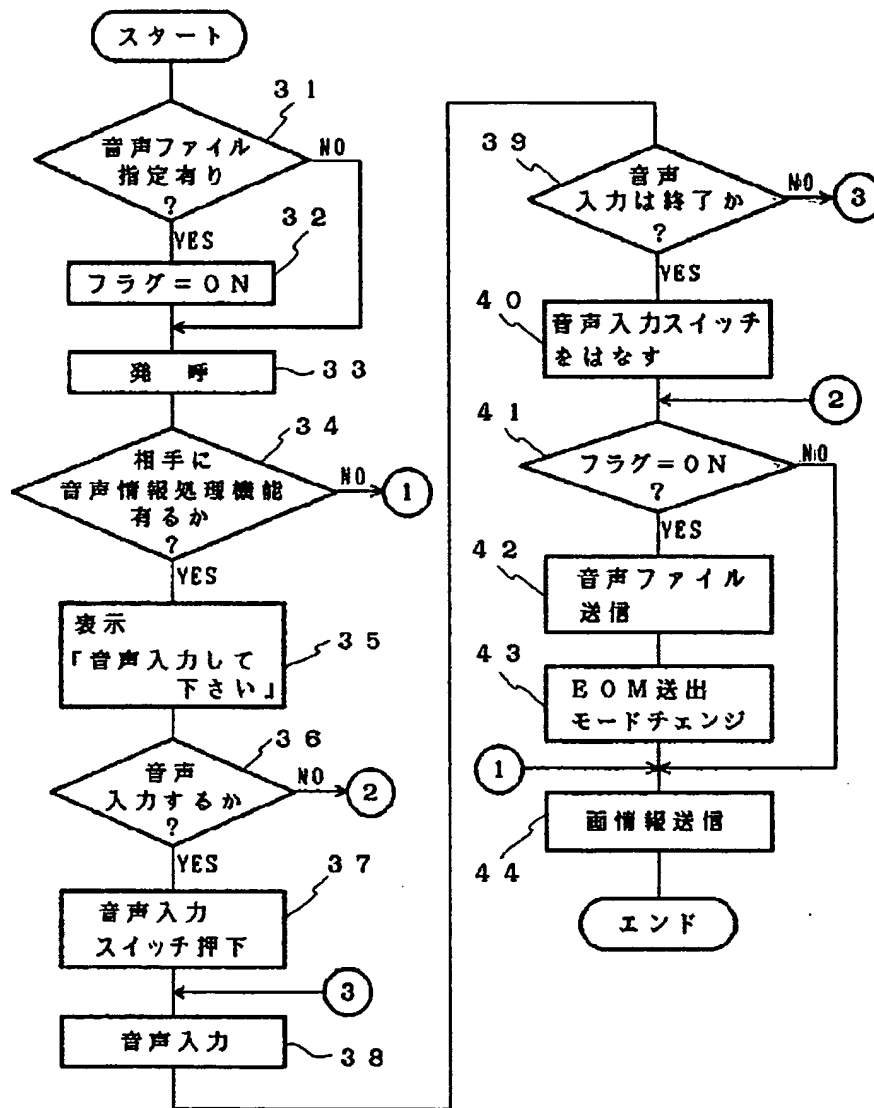 スタート
31
音声ファイル
指定有り
?
NO
YES
32
フラグ=ON
発 呼
33
34
相手に
音声情報処理機能
有るか
?
NO
1
YES
表示
「音声入力して
下さい」
35
36
音声
入力するか
?
NO
2
YES
37
音声入力
スイッチ押下
3
音声入力
38
39
音声
入力は終了か
?
NO
3
YES
40
音声入力スイッチ
をはなす
2
41
フラグ=ON
?
NO
YES
42
音声ファイル
送信
43
EOM送出
モードチェンジ
1
画情報送信
44
エンド